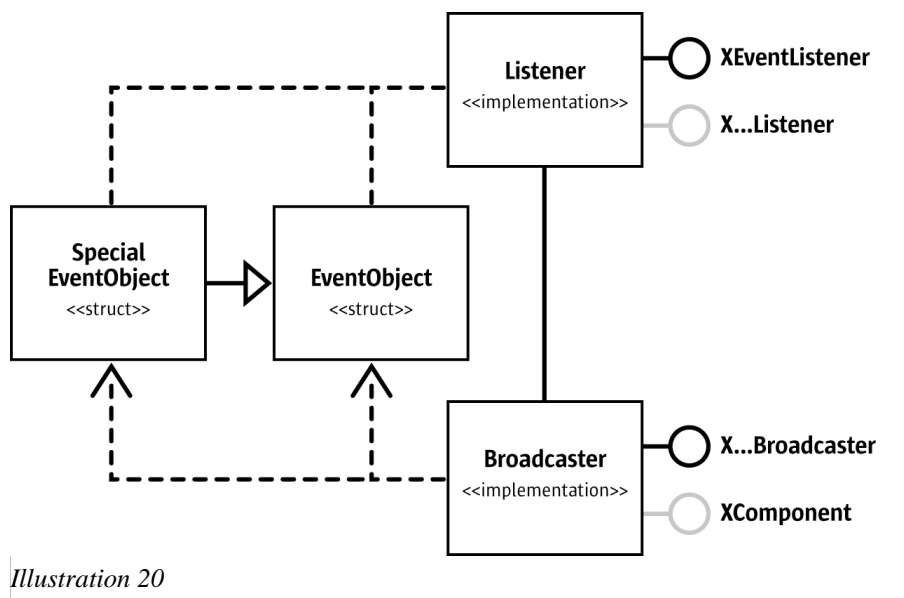 Listener
<<implementation>>
XEventListener
X...Listener
Special
EventObject
<<struct>>
EventObject
<<struct>>
Broadcaster
<<implementation>>
X...Broadcaster
XComponent
Illustration 20